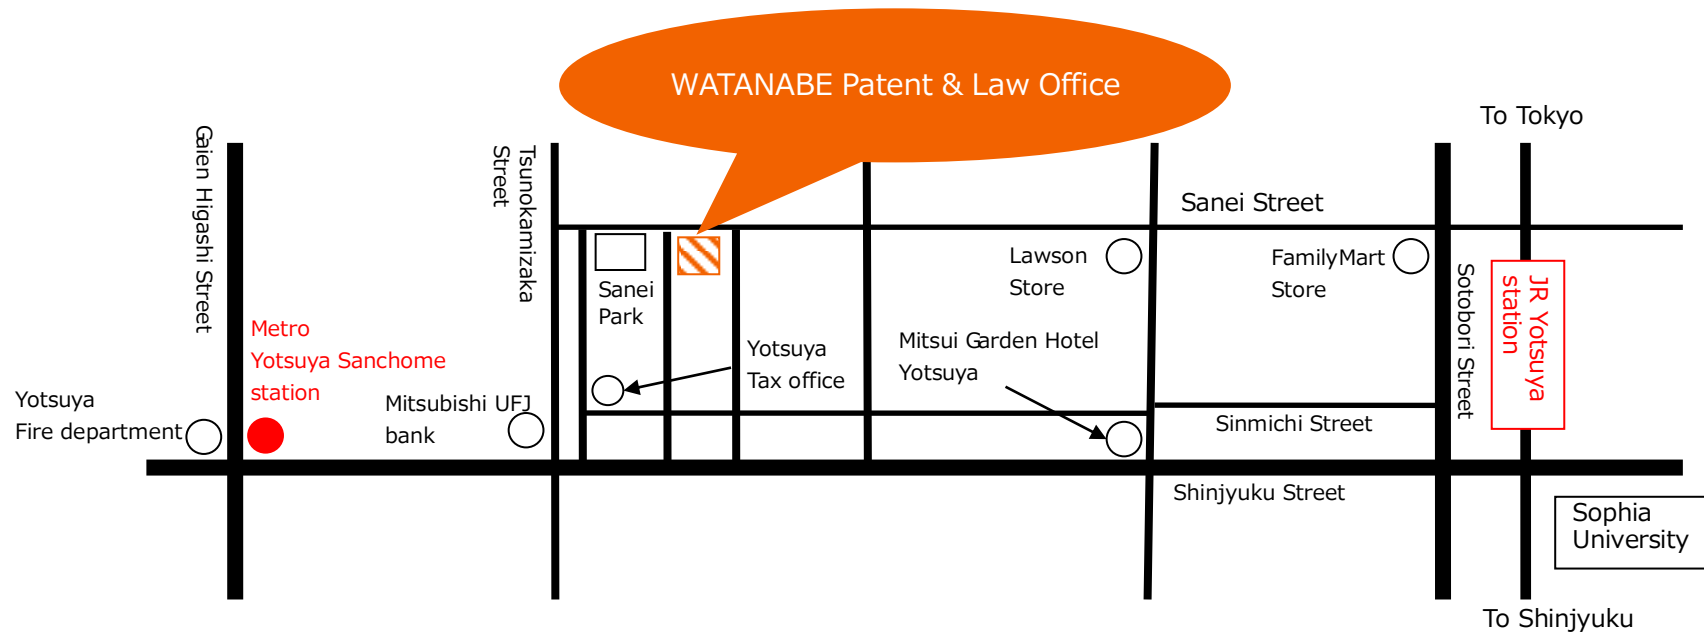 WATANABE Patent & Law Office
To Tokyo
Gaien Higashi Street
Tsunokamizaka
Street
Sanei Street
Lawson
Store
FamilyMart
Store
Sotobori Street
JR Yotsuya
station
Sanei
Park
Metro
Yotsuya Sanchome
station
Yotsuya
Tax office
Mitsui Garden Hotel
Yotsuya
Yotsuya
Fire department
Mitsubishi UFJ
bank
Sinmichi Street
Shinjyuku Street
Sophia
University
To Shinjyuku